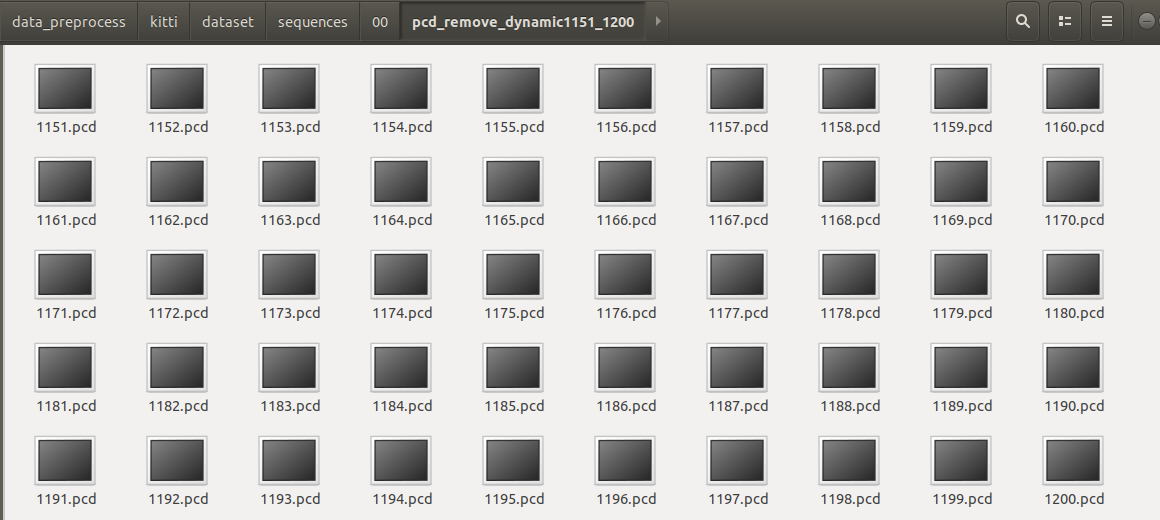 data_preprocess kitti dataset sequences 00 pcd_remove_dynamic1151_1200
1151.pcd 1152.pcd 1153.pcd 1154.pcd 1155.pcd 1156.pcd 1157.pcd 1158.pcd 1159.pcd 1160.pcd
1161.pcd 1162.pcd 1163.pcd 1164.pcd 1165.pcd 1166.pcd 1167.pcd 1168.pcd 1169.pcd 1170.pcd
1171.pcd 1172.pcd 1173.pcd 1174.pcd 1175.pcd 1176.pcd 1177.pcd 1178.pcd 1179.pcd 1180.pcd
1181.pcd 1182.pcd 1183.pcd 1184.pcd 1185.pcd 1186.pcd 1187.pcd 1188.pcd 1189.pcd 1190.pcd
1191.pcd 1192.pcd 1193.pcd 1194.pcd 1195.pcd 1196.pcd 1197.pcd 1198.pcd 1199.pcd 1200.pcd